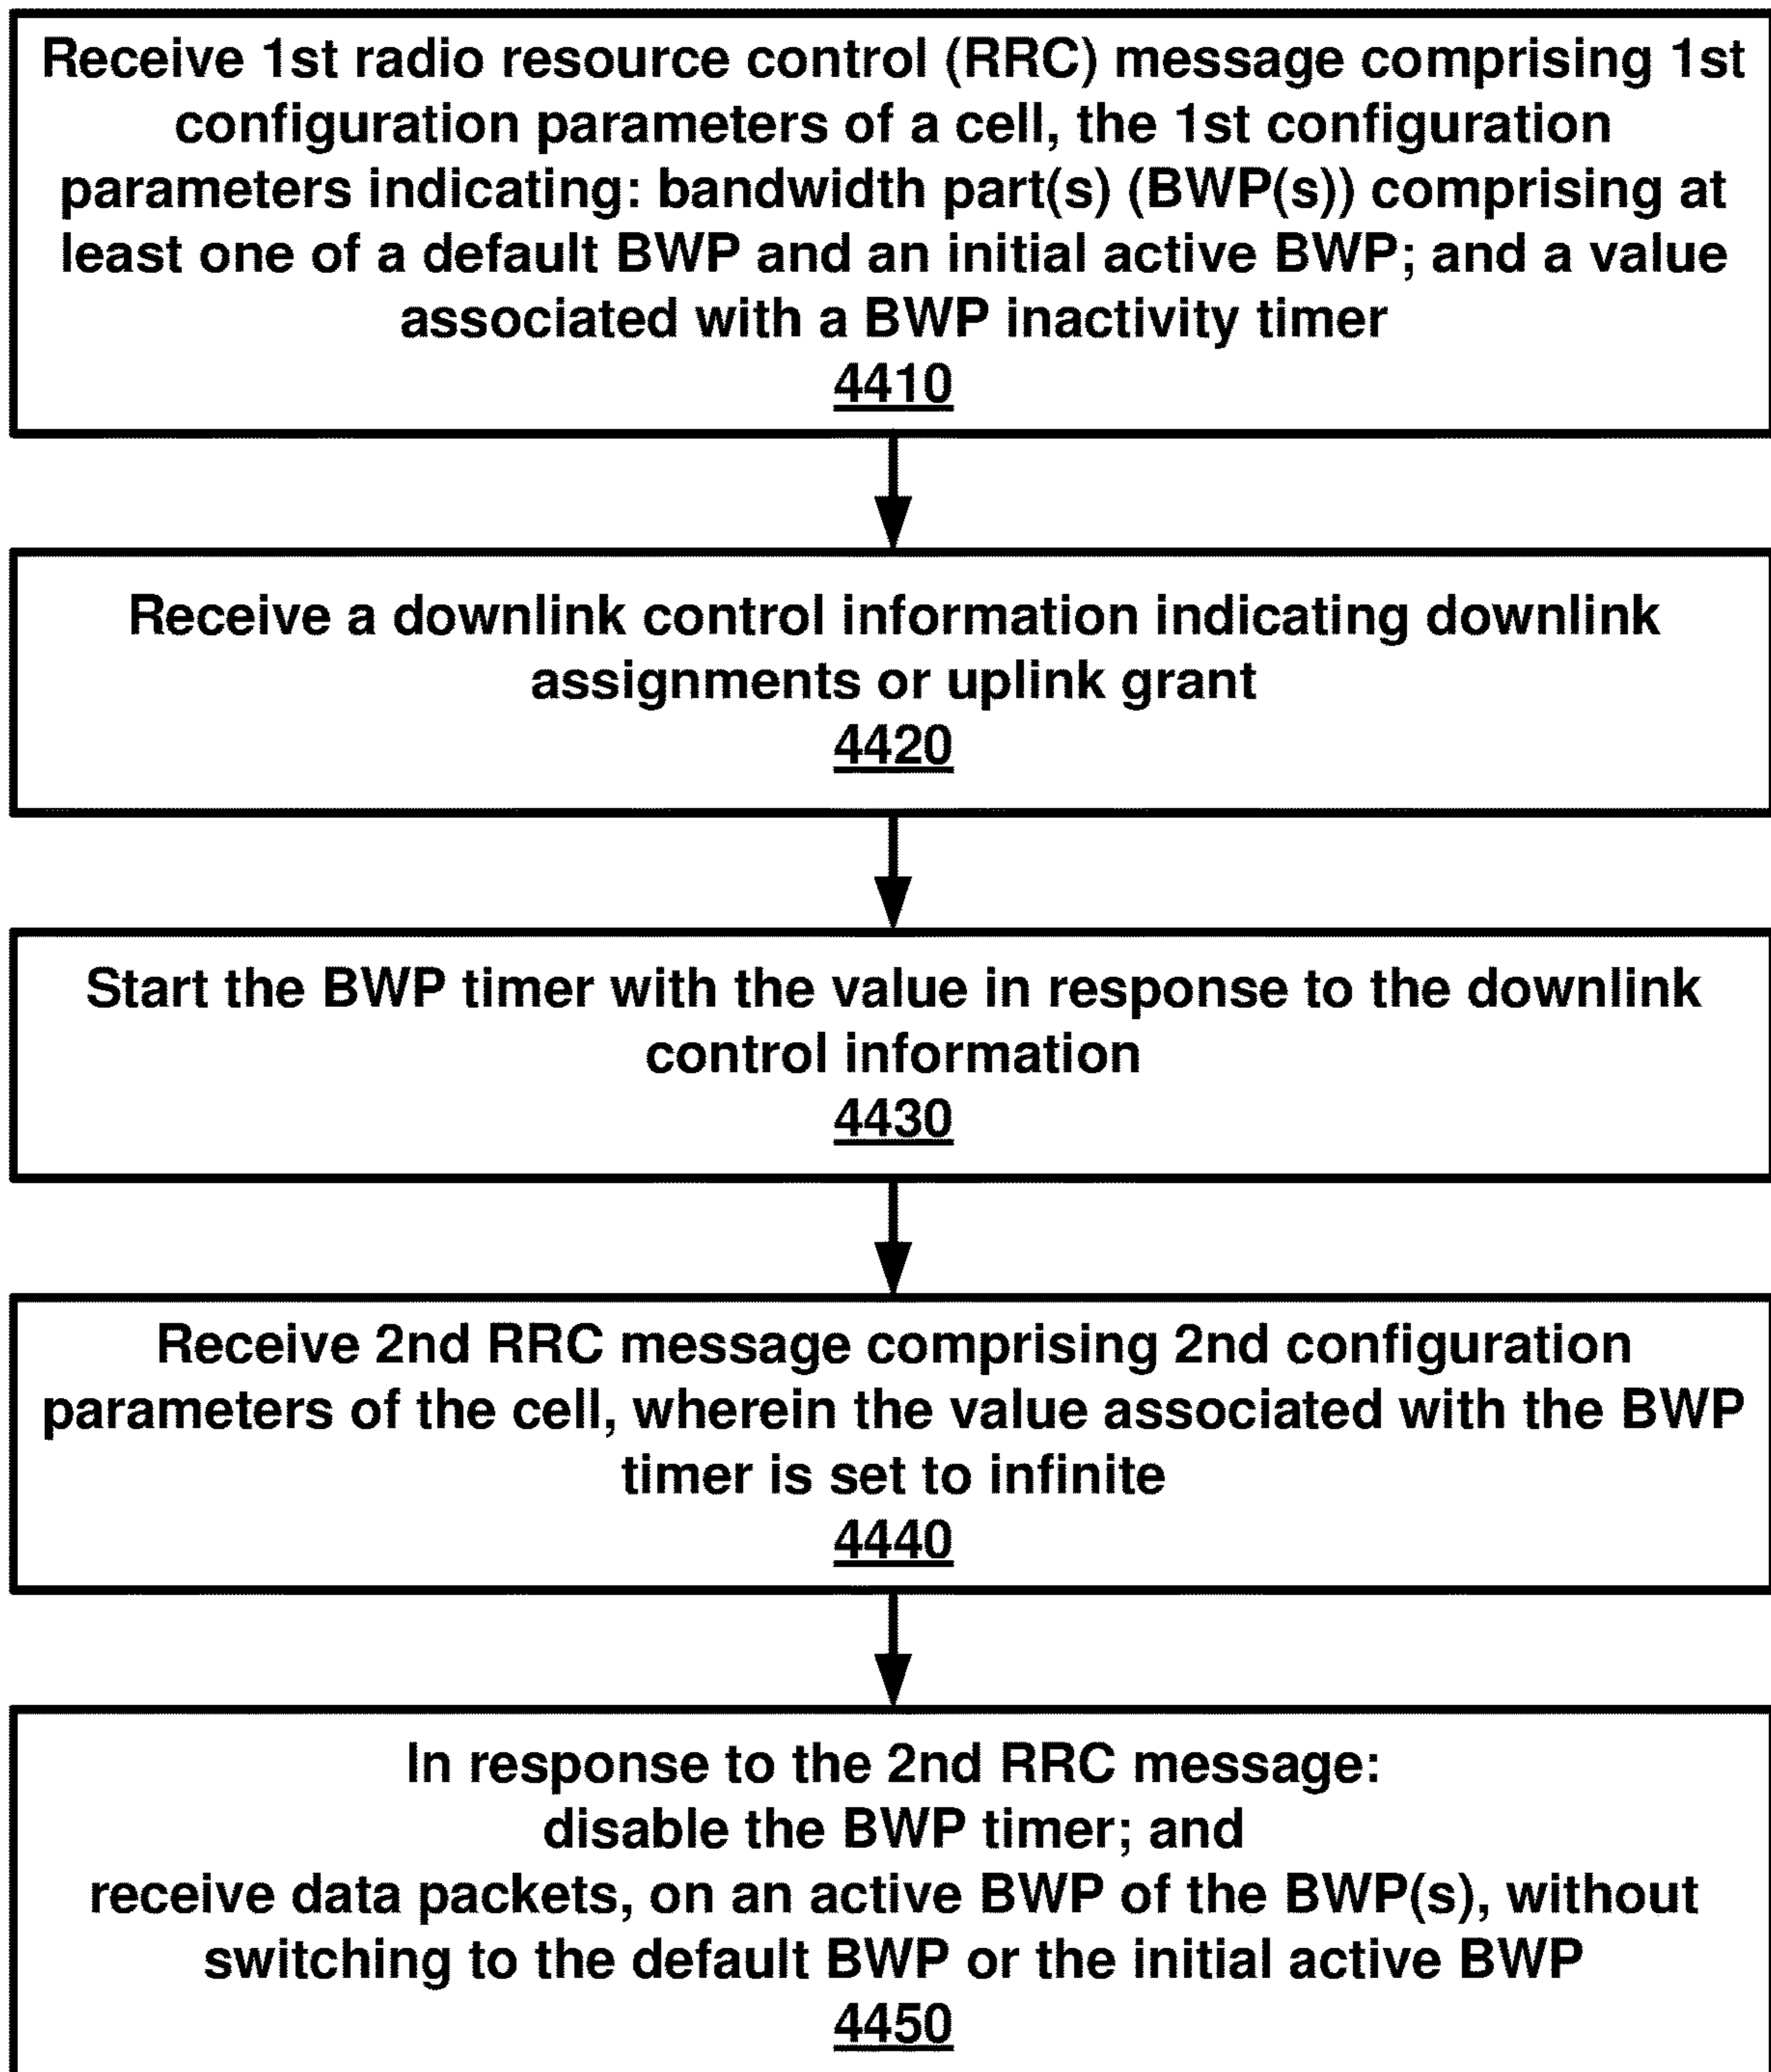 Receive 1st radio resource control (RRC) message comprising 1st
configuration parameters of a cell, the 1st configuration
parameters indicating: bandwidth part(s) (BWP(s)) comprising at
least one of a default BWP and an initial active BWP; and a value
associated with a BWP inactivity timer
4410
Receive a downlink control information indicating downlink
assignments or uplink grant
4420
Start the BWP timer with the value in response to the downlink
control information
4430
Receive 2nd RRC message comprising 2nd configuration
parameters of the cell, wherein the value associated with the BWP
timer is set to infinite
4440
In response to the 2nd RRC message:
disable the BWP timer; and
receive data packets, on an active BWP of the BWP(s), without
switching to the default BWP or the initial active BWP
4450